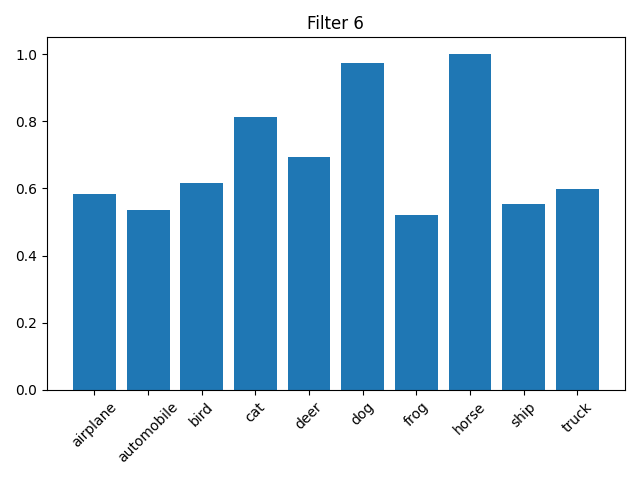 Filter 6
1.0
0.8
0.6
0.4
0.2
0.0
airplane
automobile
bird
cat
deer
dog
frog
horse
ship
truck